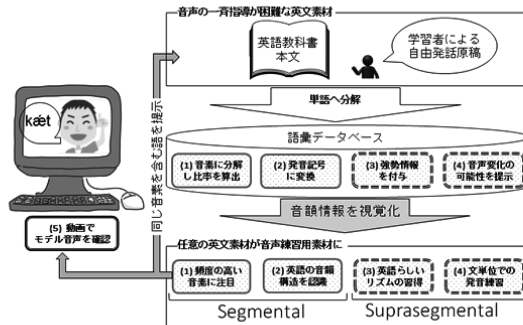 音声の一斉指導が困難な英文素材
英語教科書
本文
学習者による
自由発話原稿
単語へ分解
語彙データベース
(1) 音素に分解
し比率を算出
(2) 発音記号
に変換
(3) 強勢情報
を付与
(4) 音声変化の
可能性を提示
音韻情報を視覚化
任意の英文素材が音声練習用素材に
(1) 頻度の高い
音素に注目
(2) 英語の音韻
構造を認識
(3) 英語らしい
リズムの習得
(4) 文単位での
発音練習
Segmental
Suprasegmental
同じ音素を含む語を提示
kæt
(5) 動画で
モデル音声を確認